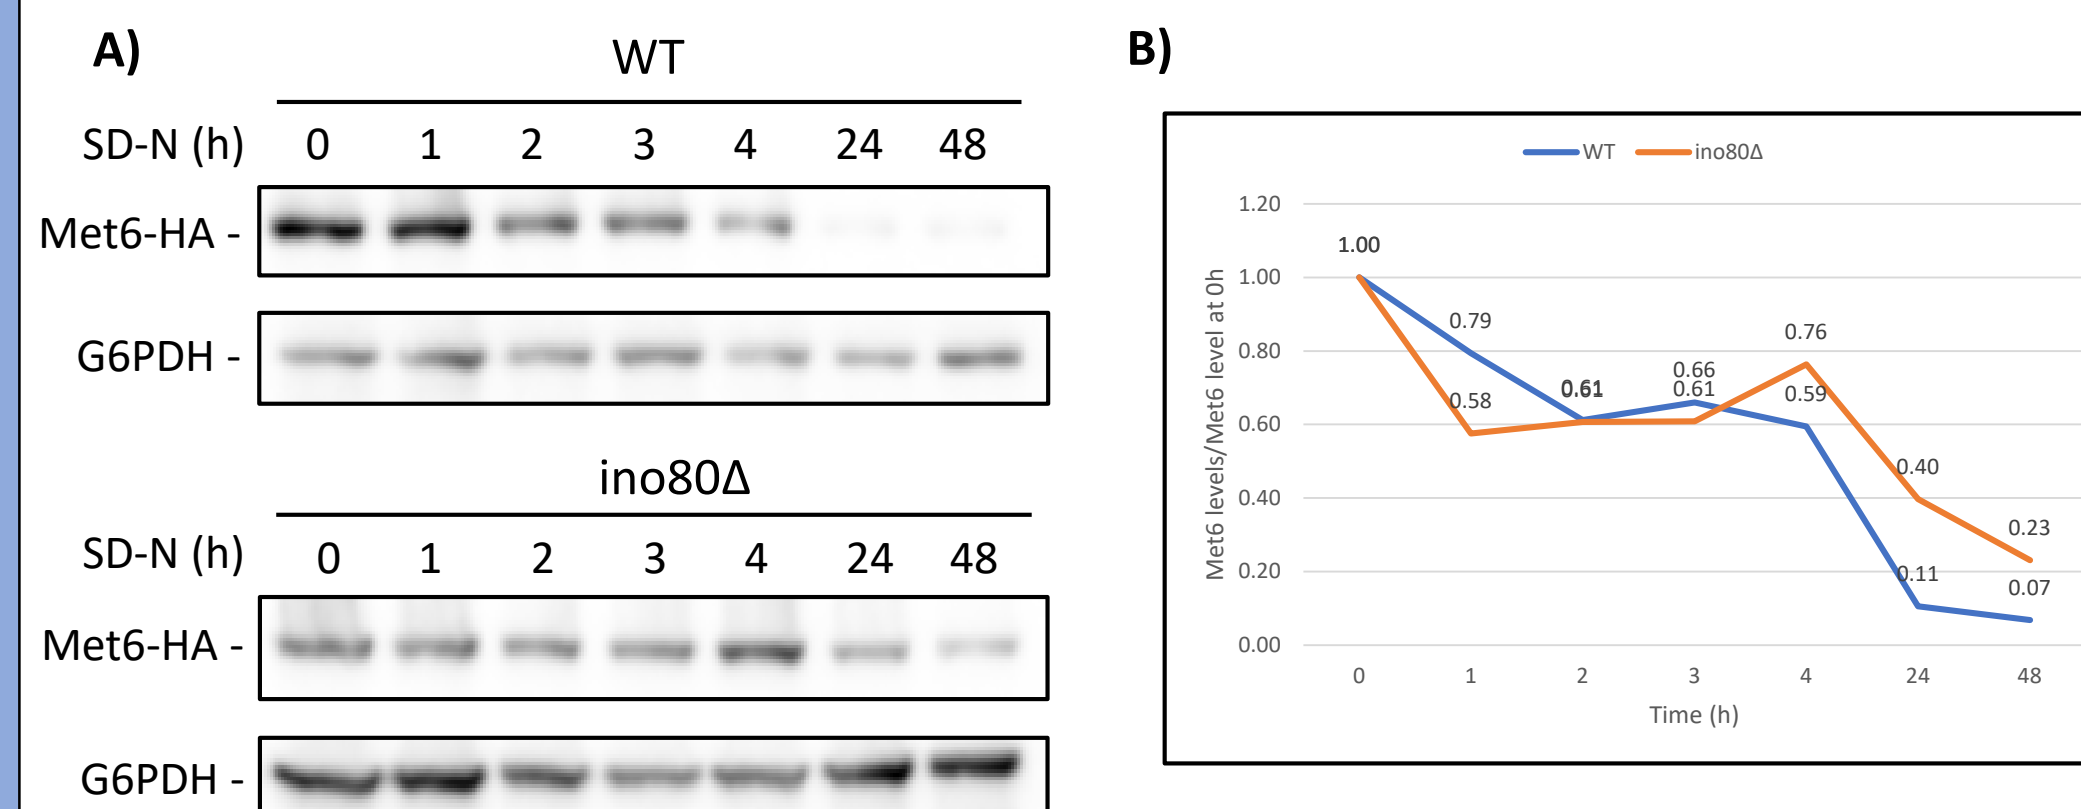 A)
WT
SD-N (h) 0 1 2 3 4 24 48
Met6-HA -
G6PDH -
ino80Δ
SD-N (h) 0 1 2 3 4 24 48
Met6-HA -
G6PDH -
B)
WT ino80Δ
Met6 levels/Met6 level at 0h
1.20
1.00
0.80
0.60
0.40
0.20
0.00
1.00
0.79
0.58
0.61
0.61
0.66
0.61
0.76
0.59
0.40
0.11
0.23
0.07
0 1 2 3 4 24 48
Time (h)